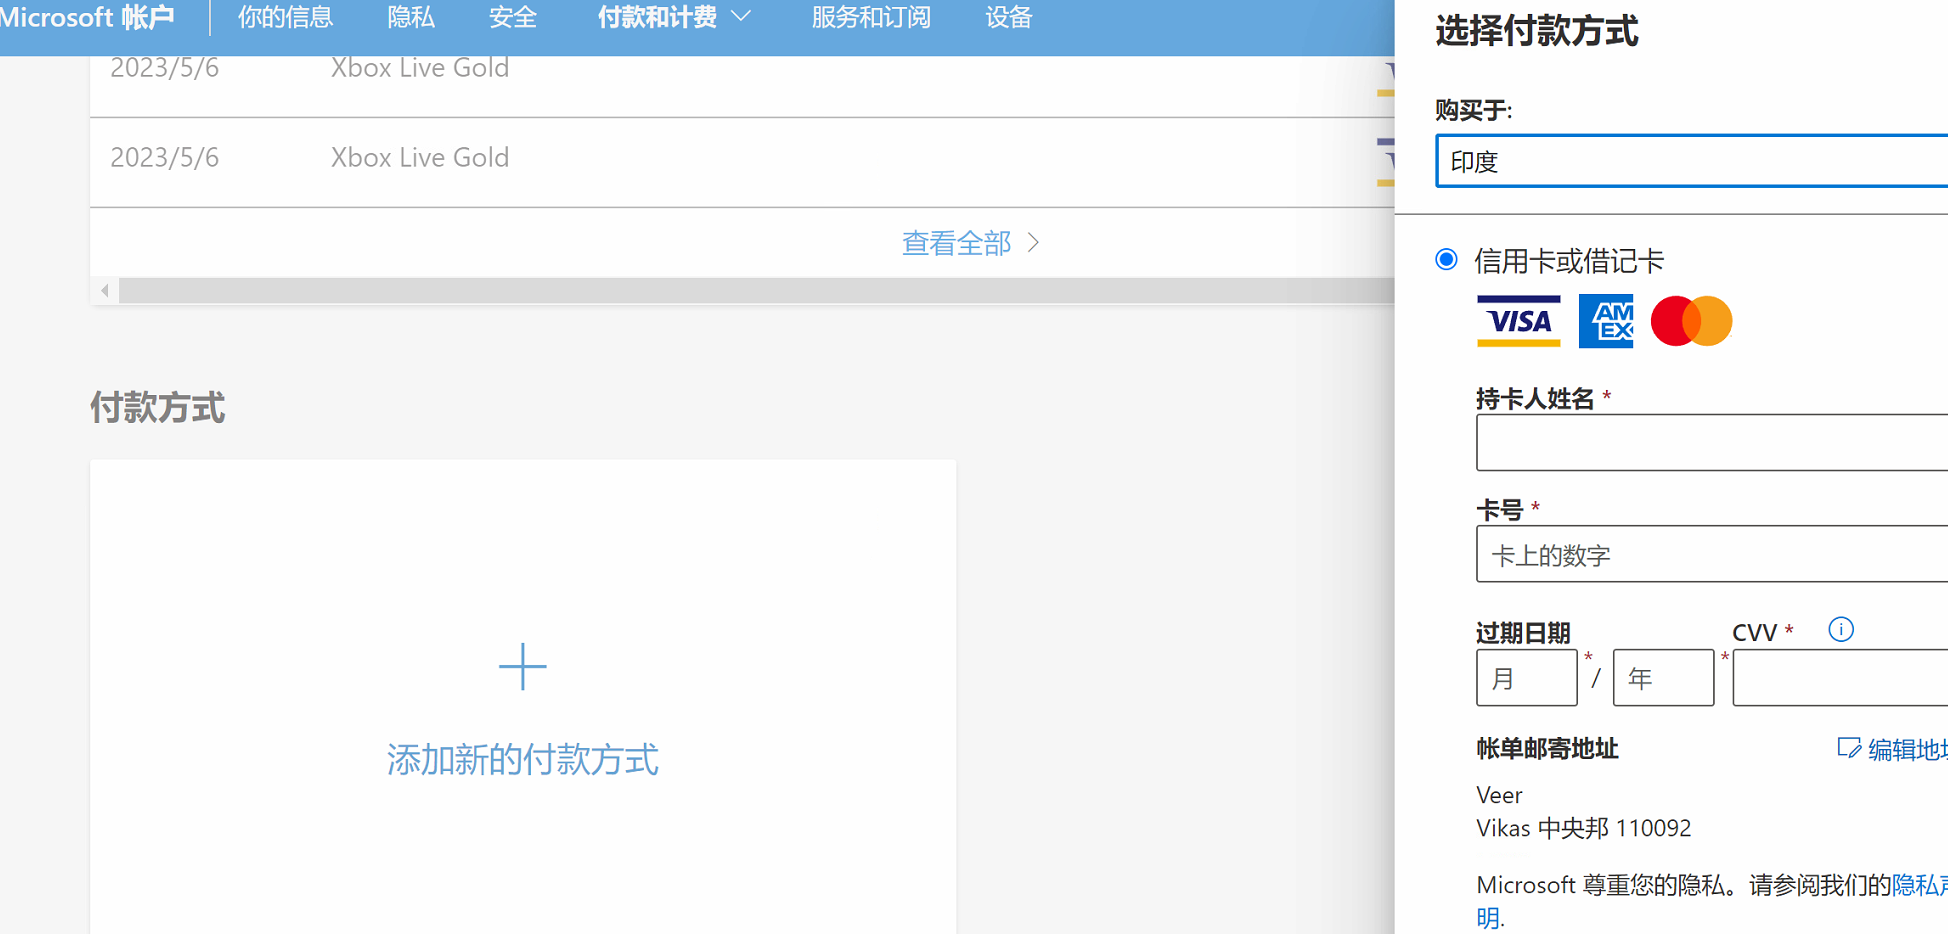 Microsoft 帐户 你的信息 隐私 安全 付款和计费 服务和订阅 设备
2023/5/6 Xbox Live Gold
2023/5/6 Xbox Live Gold
查看全部
付款方式
添加新的付款方式
选择付款方式
购买于:
印度
信用卡或借记卡
VISA AM EX
持卡人姓名 *
卡号 *
卡上的数字
过期日期 CVV *
月 * / 年 *
帐单邮寄地址 编辑地
Veer
Vikas 中央邦 110092
Microsoft 尊重您的隐私。请参阅我们的隐私声
明.